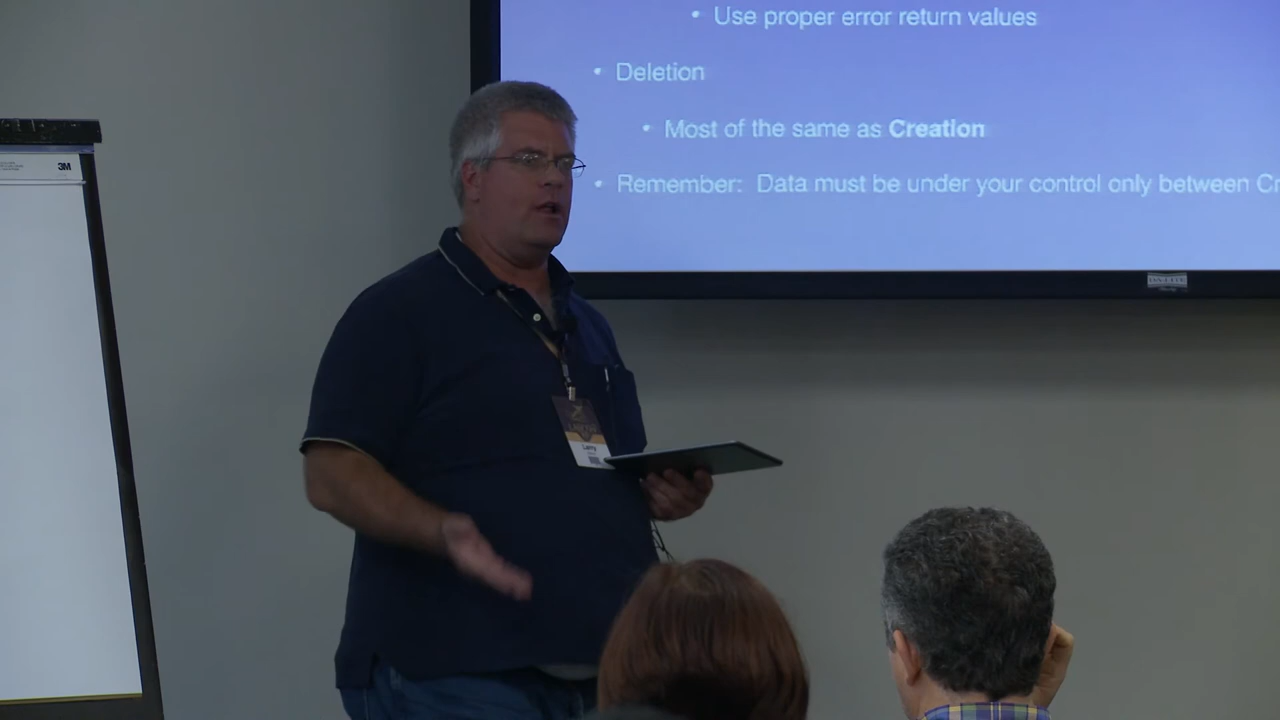 • Use proper error return values
• Deletion
• Most of the same as Creation
• Remember: Data must be under your control only between Cr
3M
Larry